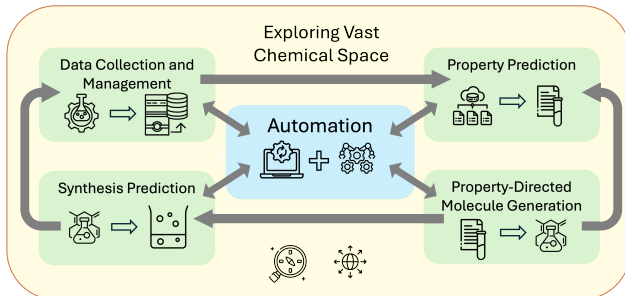 Exploring Vast
Chemical Space
Data Collection and
Management
Property Prediction
Automation
Synthesis Prediction
Property-Directed
Molecule Generation